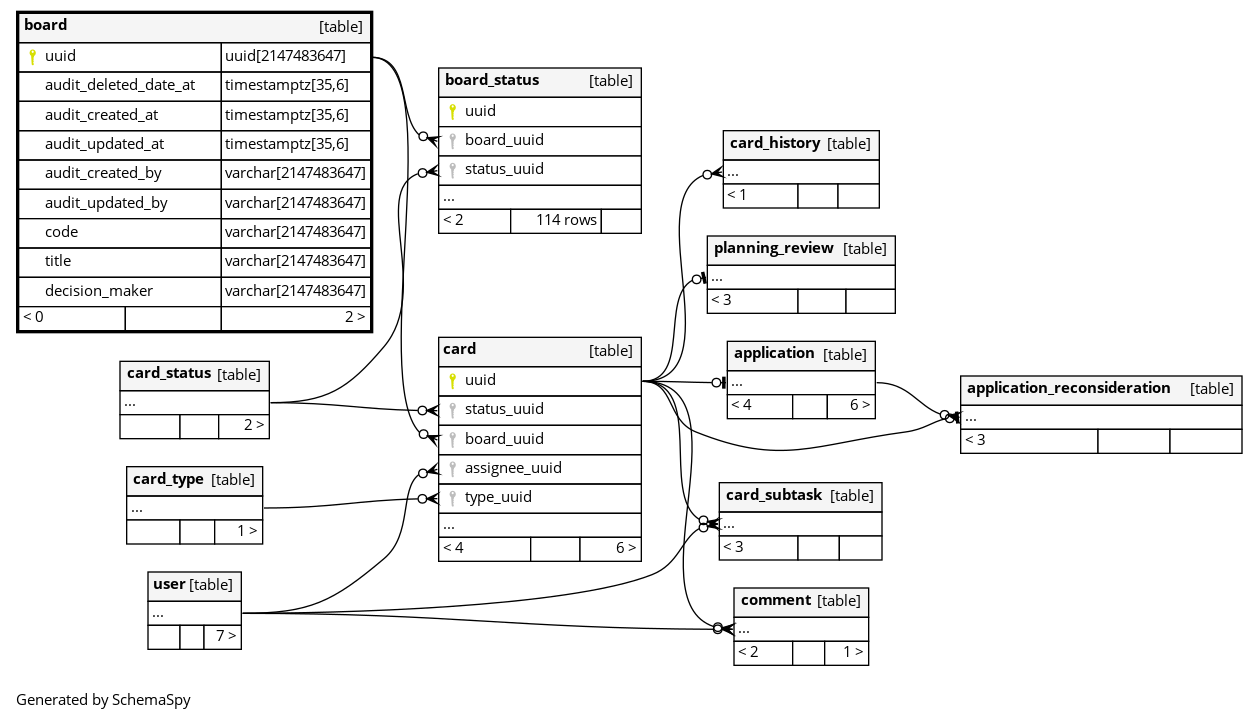 board [table]
uuid uuid[2147483647]
audit_deleted_date_at timestamptz[35,6]
audit_created_at timestamptz[35,6]
audit_updated_at timestamptz[35,6]
audit_created_by varchar[2147483647]
audit_updated_by varchar[2147483647]
code varchar[2147483647]
title varchar[2147483647]
decision_maker varchar[2147483647]
< 0 2 >
board_status [table]
uuid
board_uuid
status_uuid
...
< 2 114 rows
card_status [table]
...
2 >
card_type [table]
...
1 >
user [table]
...
7 >
card [table]
uuid
status_uuid
board_uuid
assignee_uuid
type_uuid
...
< 4 6 >
card_history [table]
...
< 1
planning_review [table]
...
< 3
application [table]
...
< 4 6 >
application_reconsideration [table]
...
< 3
card_subtask [table]
...
< 3
comment [table]
...
< 2 1 >
Generated by SchemaSpy